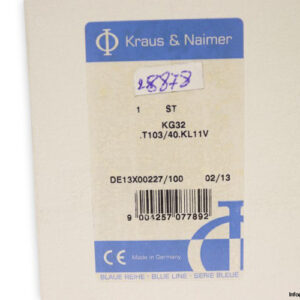 Kraus & Naimer
28878
1 ST
KG32
.T103/40.KL11V
DE13X00227/100 02/13
9 001257 077892
CE Made in Germany
BLAUE REIHE - BLUE LINE - SERIE BLEUE